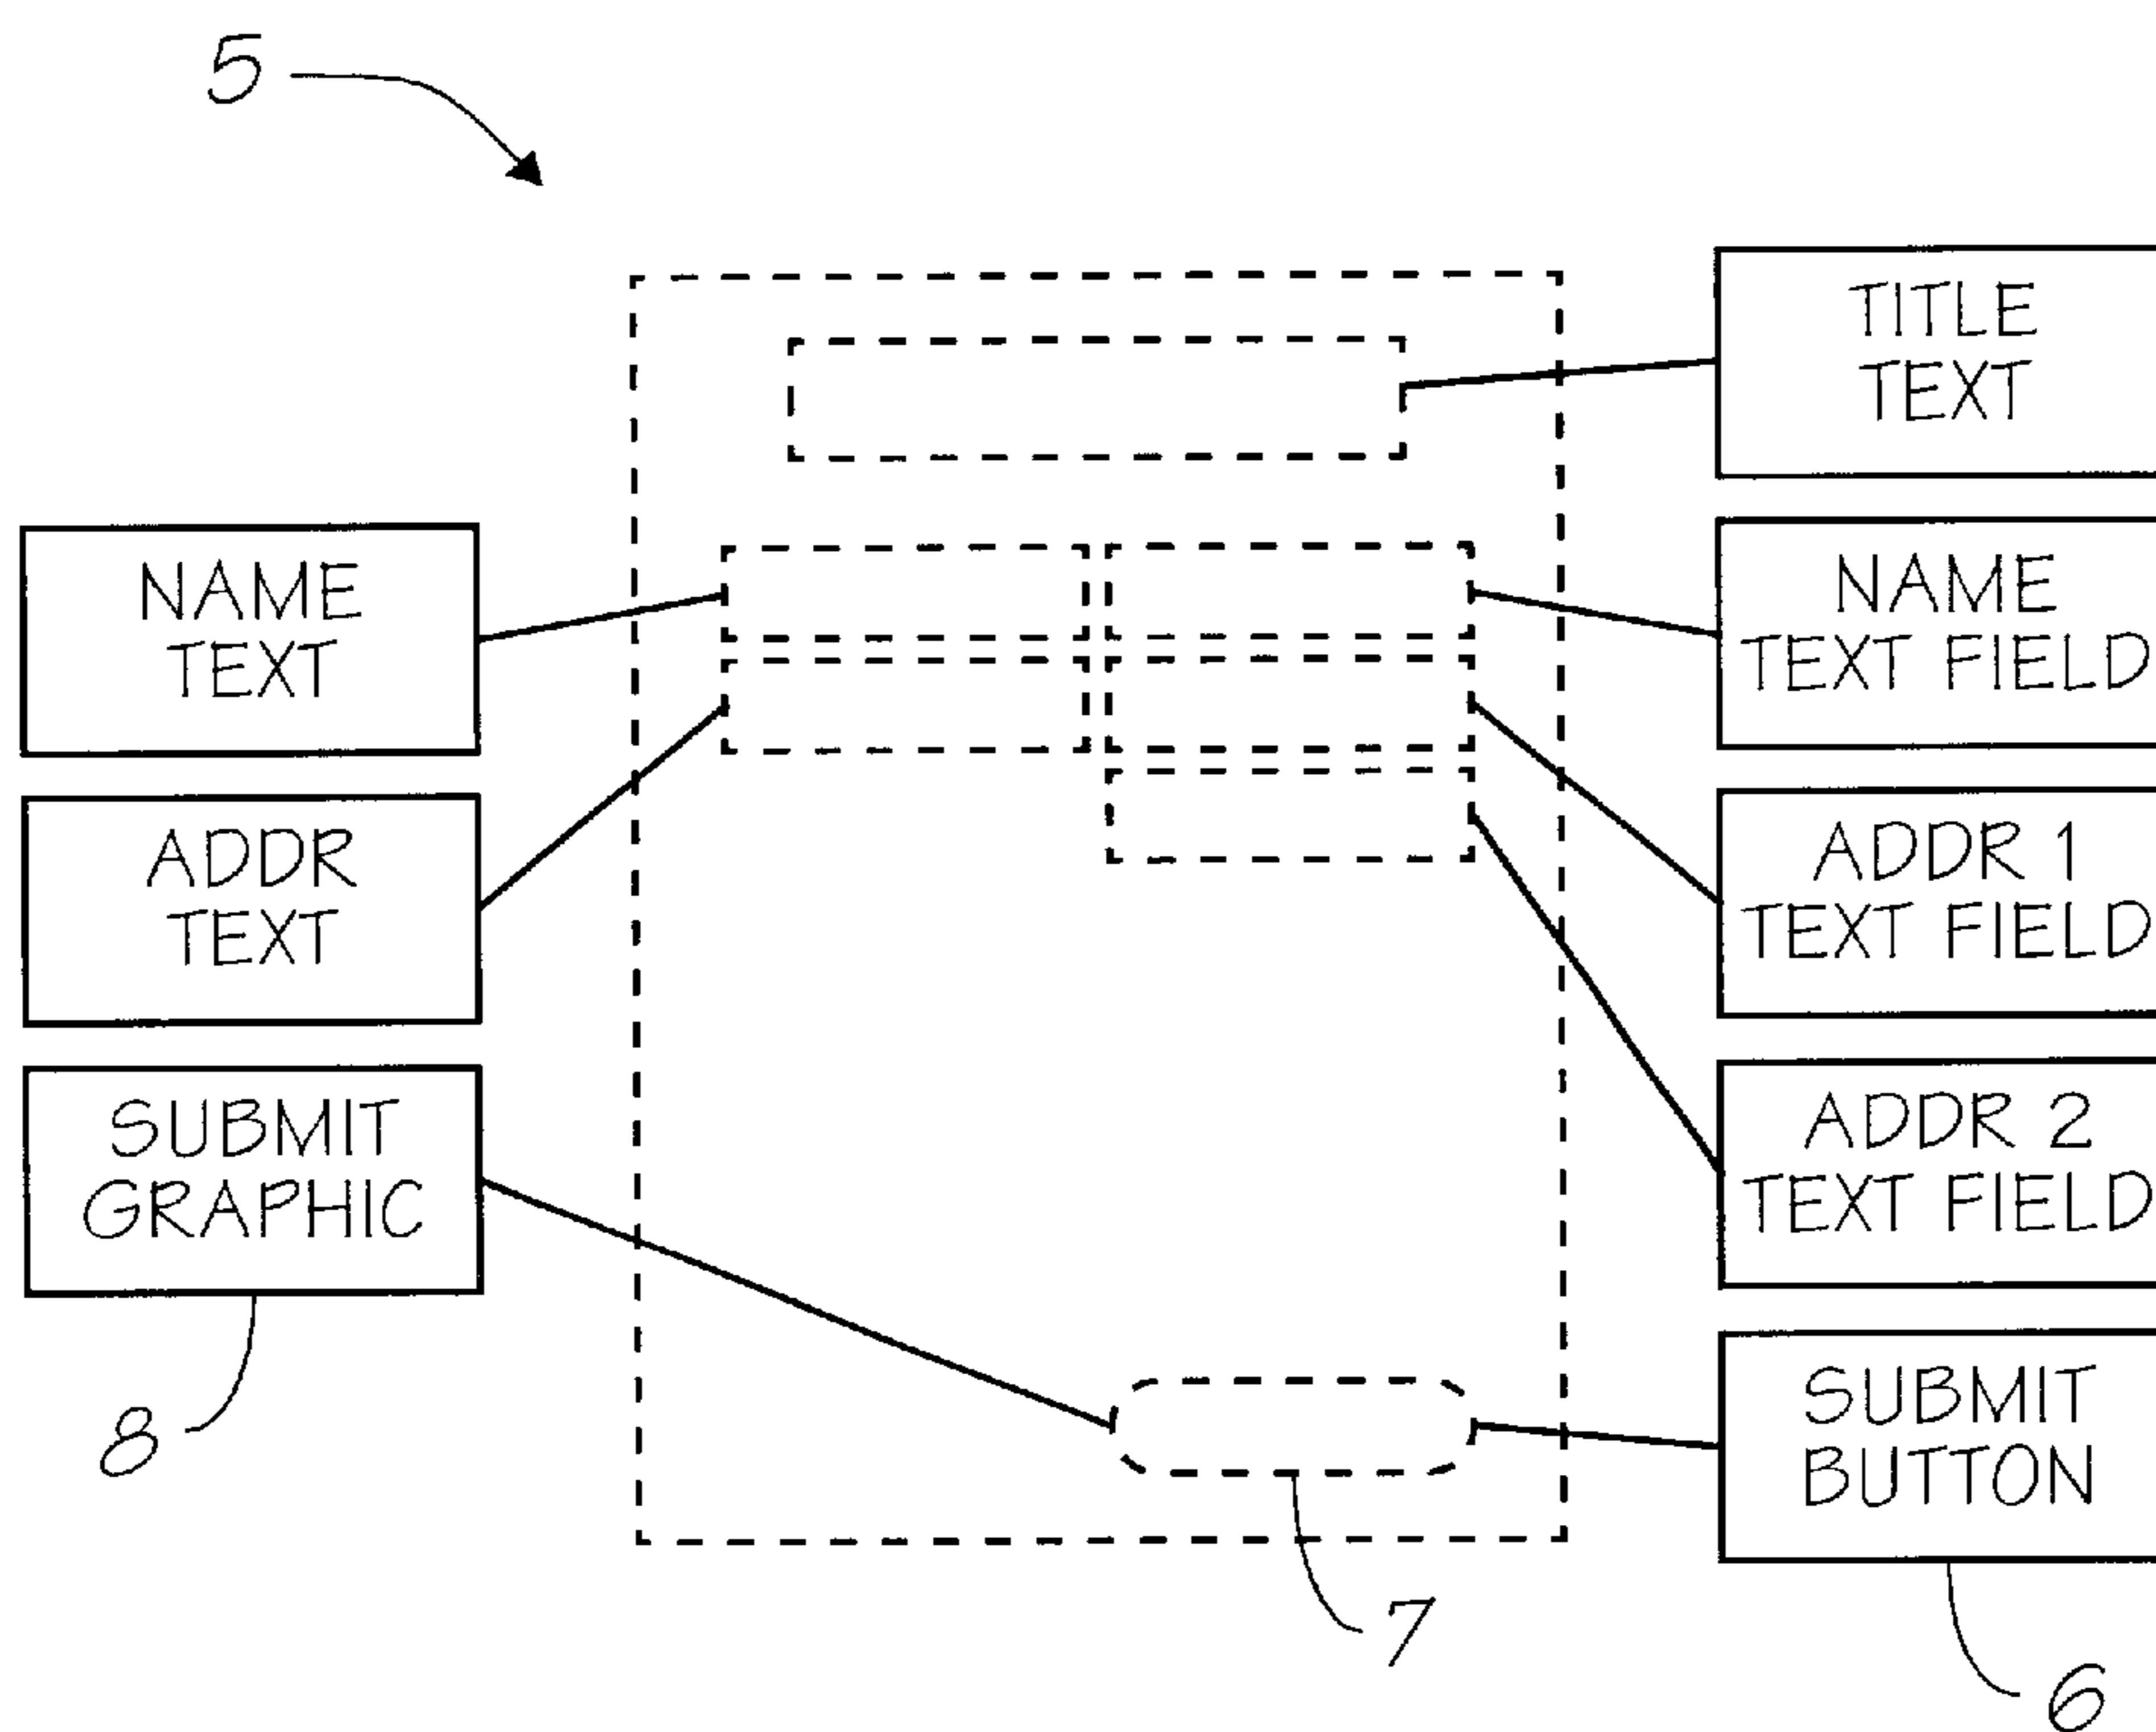 5
TITLE
TEXT
NAME
TEXT
NAME
TEXT FIELD
ADDR
TEXT
ADDR 1
TEXT FIELD
SUBMIT
GRAPHIC
ADDR 2
TEXT FIELD
SUBMIT
BUTTON
8
7
6